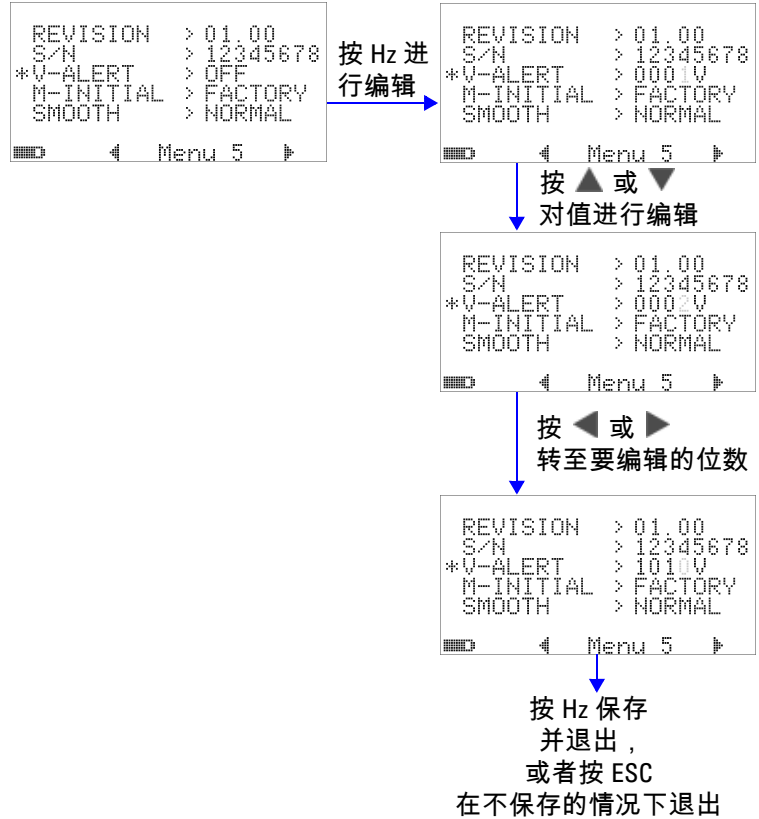 REVISION > 01.00
S/N > 12345678
*V-ALERT > OFF
M-INITIAL > FACTORY
SMOOTH > NORMAL
◀ Menu 5 ▶
按 Hz 进
行编辑
REVISION > 01.00
S/N > 12345678
*V-ALERT > 0001V
M-INITIAL > FACTORY
SMOOTH > NORMAL
◀ Menu 5 ▶
按 ▲ 或 ▼
对值进行编辑
REVISION > 01.00
S/N > 12345678
*V-ALERT > 0002V
M-INITIAL > FACTORY
SMOOTH > NORMAL
◀ Menu 5 ▶
按 ◀ 或 ▶
转至要编辑的位数
REVISION > 01.00
S/N > 12345678
*V-ALERT > 1010V
M-INITIAL > FACTORY
SMOOTH > NORMAL
◀ Menu 5 ▶
按 Hz 保存
并退出，
或者按 ESC
在不保存的情况下退出